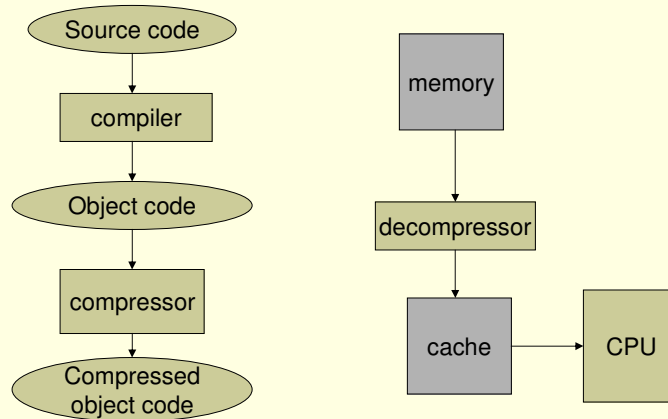 Source code
compiler
Object code
compressor
Compressed
object code
memory
decompressor
cache
CPU